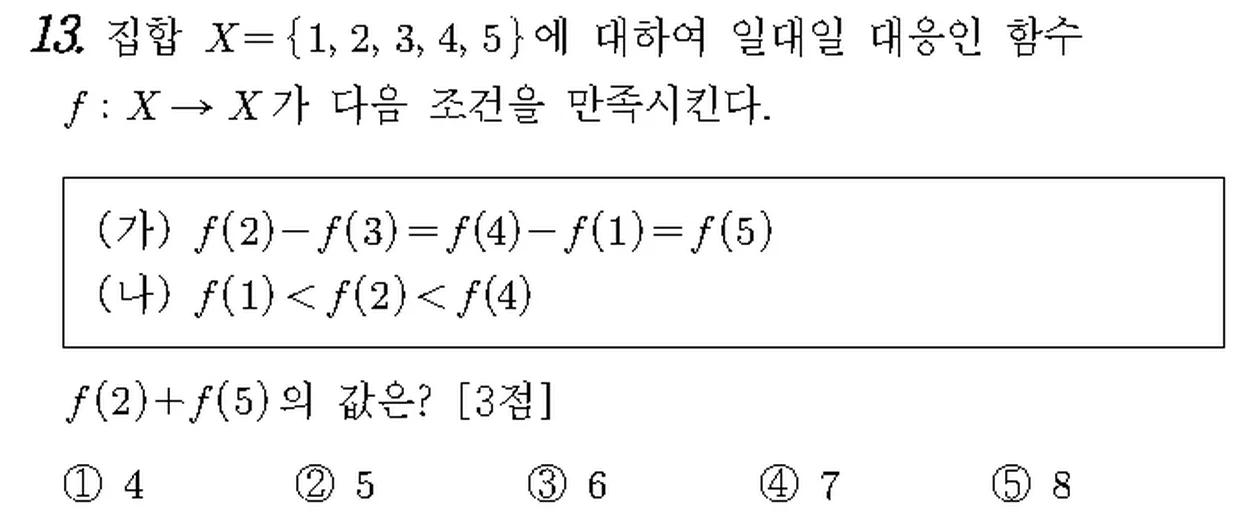 13. 집합 X={1, 2, 3, 4, 5}에 대하여 일대일 대응인 함수
f : X → X가 다음 조건을 만족시킨다.
(가) f(2)−f(3)=f(4)−f(1)=f(5)
(나) f(1)<f(2)<f(4)
f(2)+f(5)의 값은? [3점]
① 4 ② 5 ③ 6 ④ 7 ⑤ 8